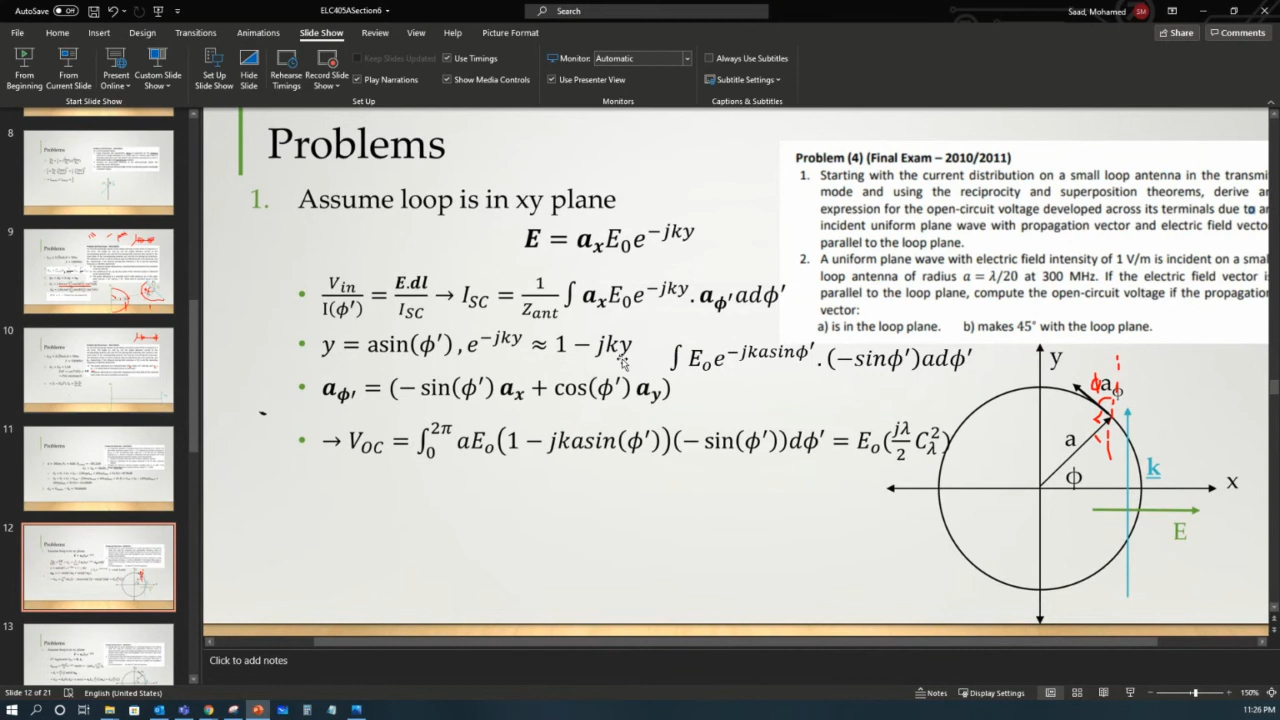 AutoSave Off ELC405ASection6 Search Saad, Mohamed SM
File Home Insert Design Transitions Animations Slide Show Review View Help Picture Format Share Comments
From Beginning From Current Slide Present Online Custom Slide Show Set Up Slide Show Hide Slide Rehearse Timings Record Slide Show
Keep Slides Updated Use Timings
Play Narrations Show Media Controls
Monitor: Automatic
Use Presenter View
Always Use Subtitles
Subtitle Settings
Start Slide Show Set Up Monitors Captions & Subtitles
8
9
10
11
12
13
Problems
1. Assume loop is in xy plane
𝑬 = 𝒂ₓE₀e^{−jky}
• V_in/I(ϕ′) = 𝑬.𝒅𝒍/I_SC → I_SC = 1/Z_ant ∫ 𝒂ₓE₀e^{−jky}. 𝒂_ϕ′ adϕ′
• y = asin(ϕ′), e^{−jky} ≈ 1 − jky ∫ E_o e^{−jkasinϕ′}. (−sinϕ′)adϕ′
• 𝒂_ϕ′ = (− sin(ϕ′) 𝒂ₓ + cos(ϕ′) 𝒂_y)
• → V_OC = ∫₀^{2π} aE_o(1 − jkasin(ϕ′))(− sin(ϕ′))dϕ′ = E_o(jλ/2 C_λ²)
Problem (4) (Final Exam – 2010/2011)
1. Starting with the current distribution on a small loop antenna in the transmi
mode and using the reciprocity and superposition theorems, derive an
expression for the open-circuit voltage developed across its terminals due to an
incident uniform plane wave with propagation vector and electric field vecto
parallel to the loop plane.
2. A uniform plane wave with electric field intensity of 1 V/m is incident on a sma
loop antenna of radius a = λ/20 at 300 MHz. If the electric field vector is
parallel to the loop plane, compute the open-circuit voltage if the propagation
vector:
a) is in the loop plane. b) makes 45° with the loop plane.
y
ϕ a_ϕ
a
k
ϕ
x
E
Click to add notes
Slide 12 of 21 English (United States) Notes Display Settings 150%
11:26 PM